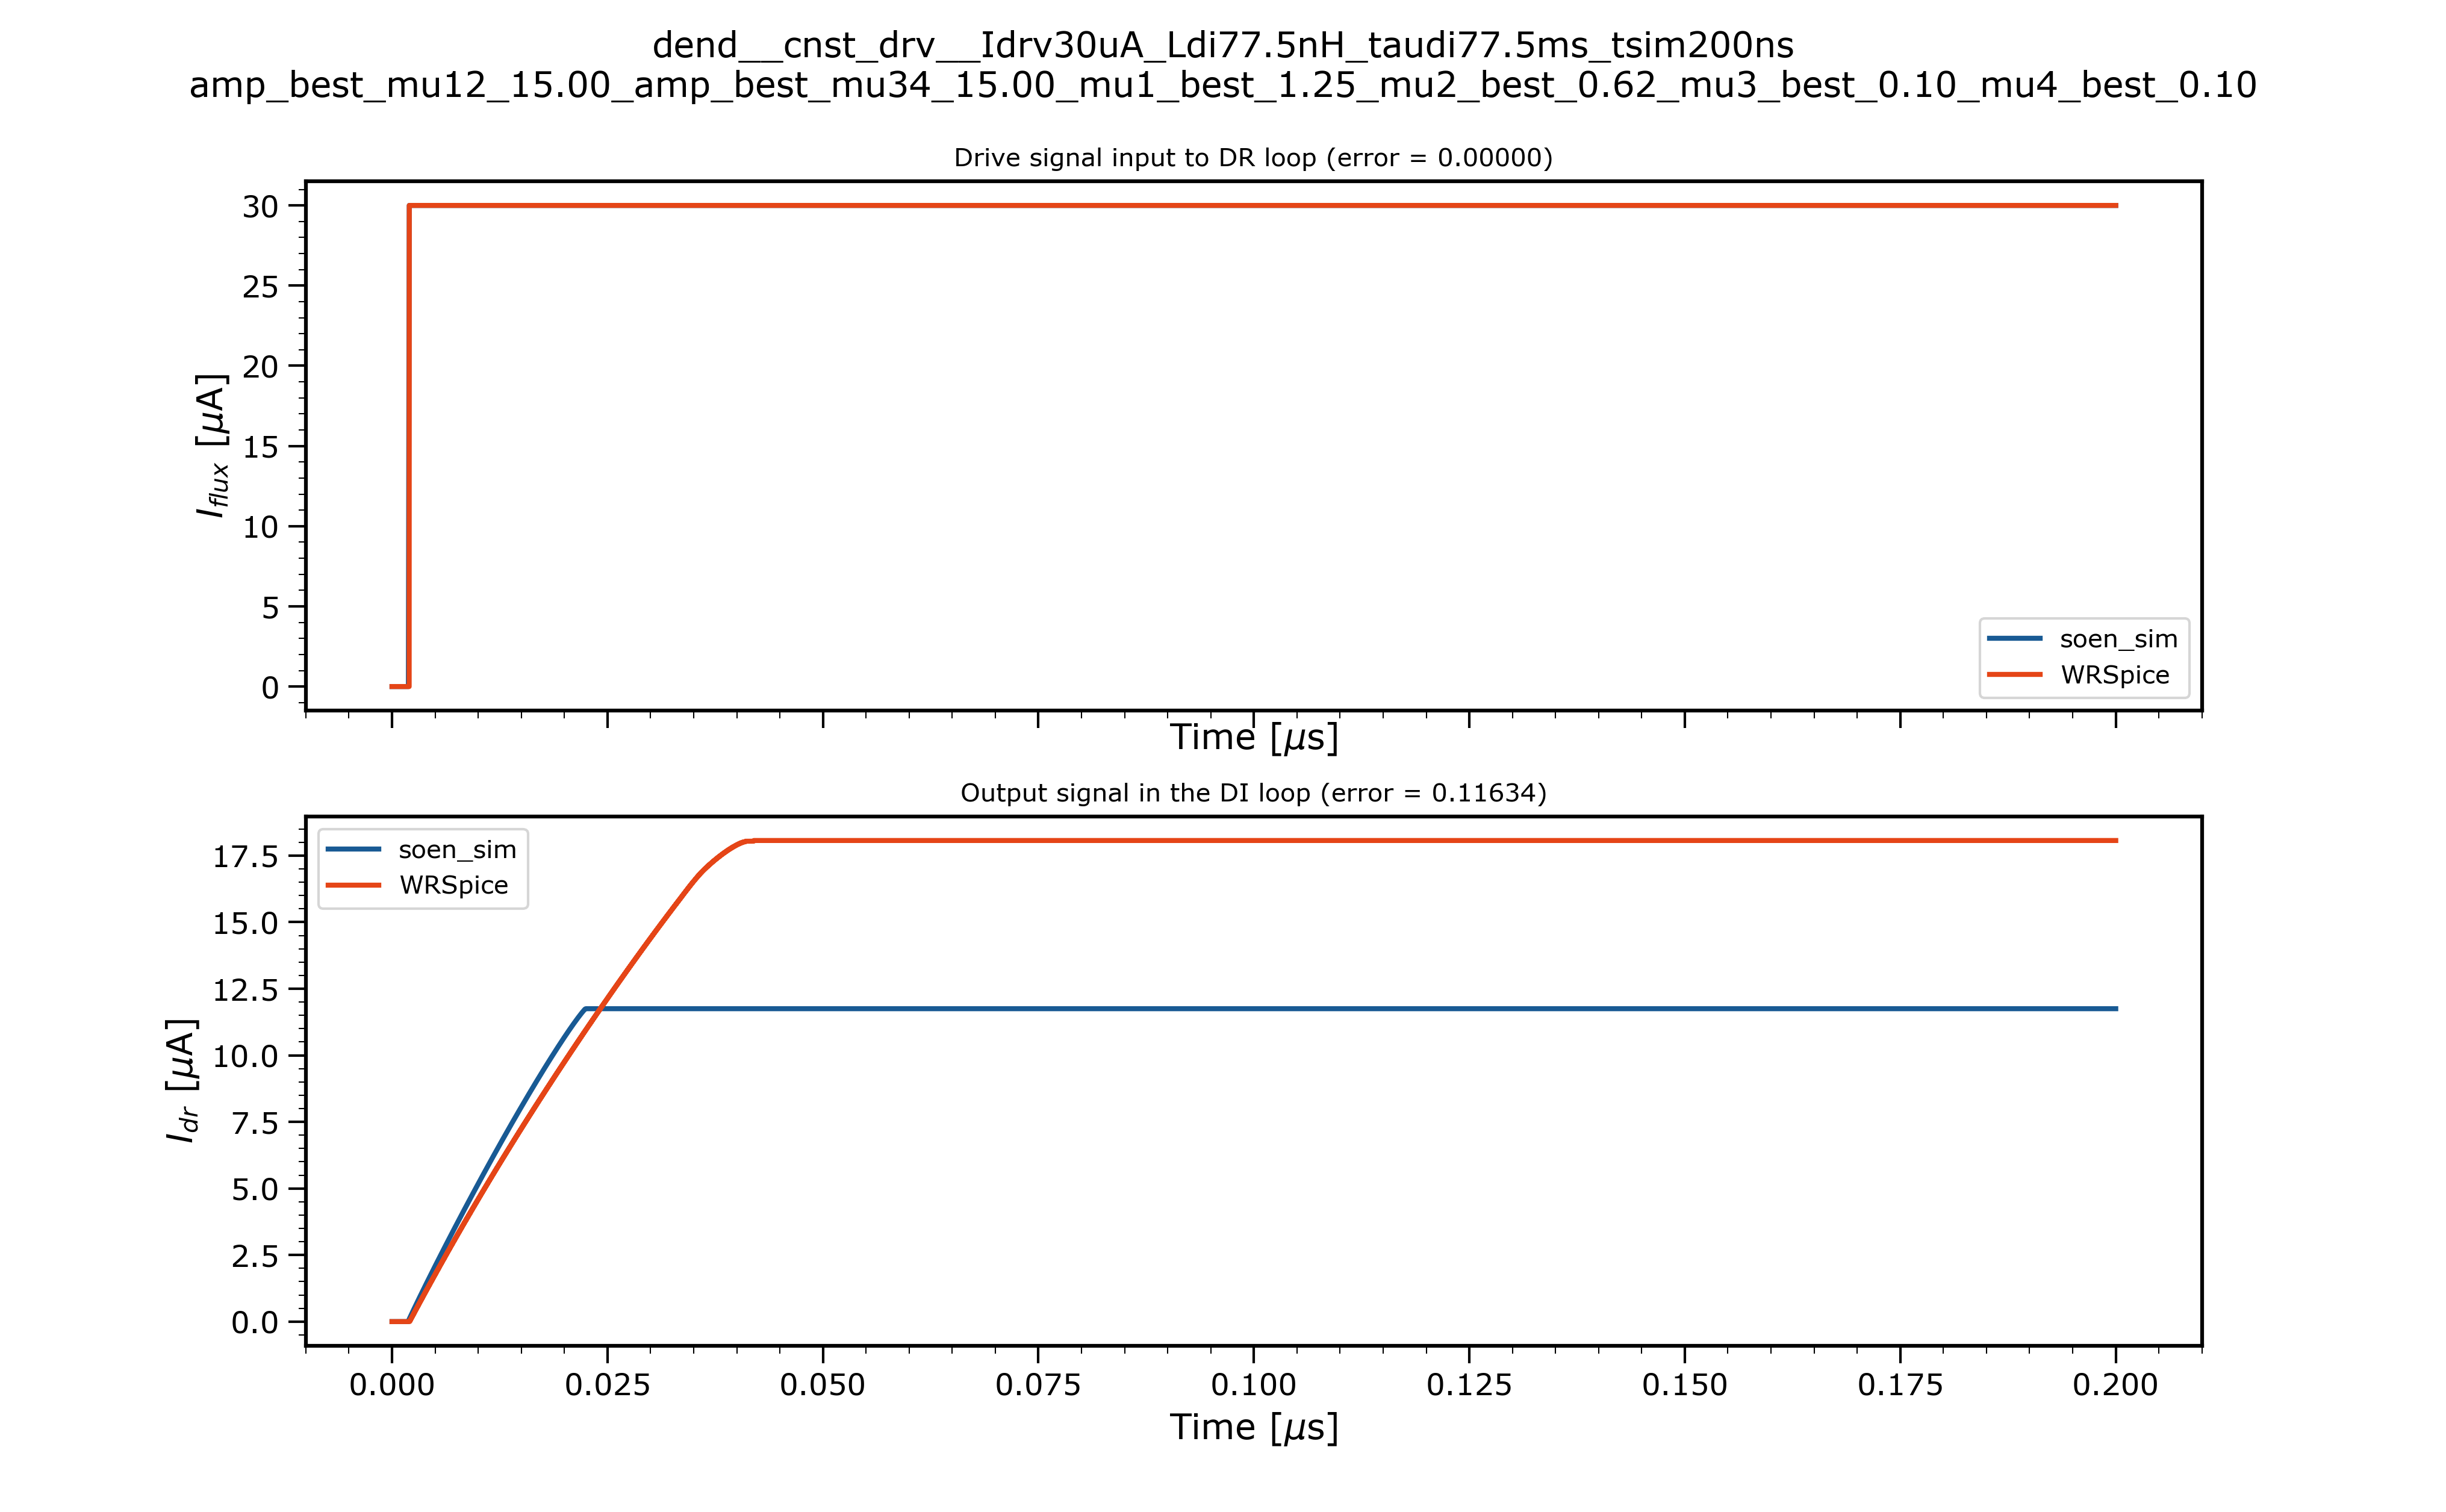 dend__cnst_drv__Idrv30uA_Ldi77.5nH_taudi77.5ms_tsim200ns
amp_best_mu12_15.00_amp_best_mu34_15.00_mu1_best_1.25_mu2_best_0.62_mu3_best_0.10_mu4_best_0.10
Drive signal input to DR loop (error = 0.00000)
30
25
20
15
10
5
0
I_flux [μA]
soen_sim
WRSpice
Time [μs]
Output signal in the DI loop (error = 0.11634)
soen_sim
WRSpice
17.5
15.0
12.5
10.0
7.5
5.0
2.5
0.0
I_dr [μA]
0.000 0.025 0.050 0.075 0.100 0.125 0.150 0.175 0.200
Time [μs]